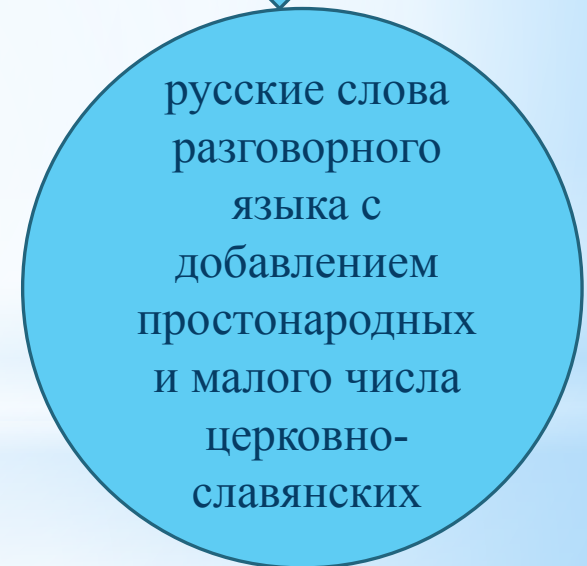 русские слова
разговорного
языка с
добавлением
простонародных
и малого числа
церковно-
славянских